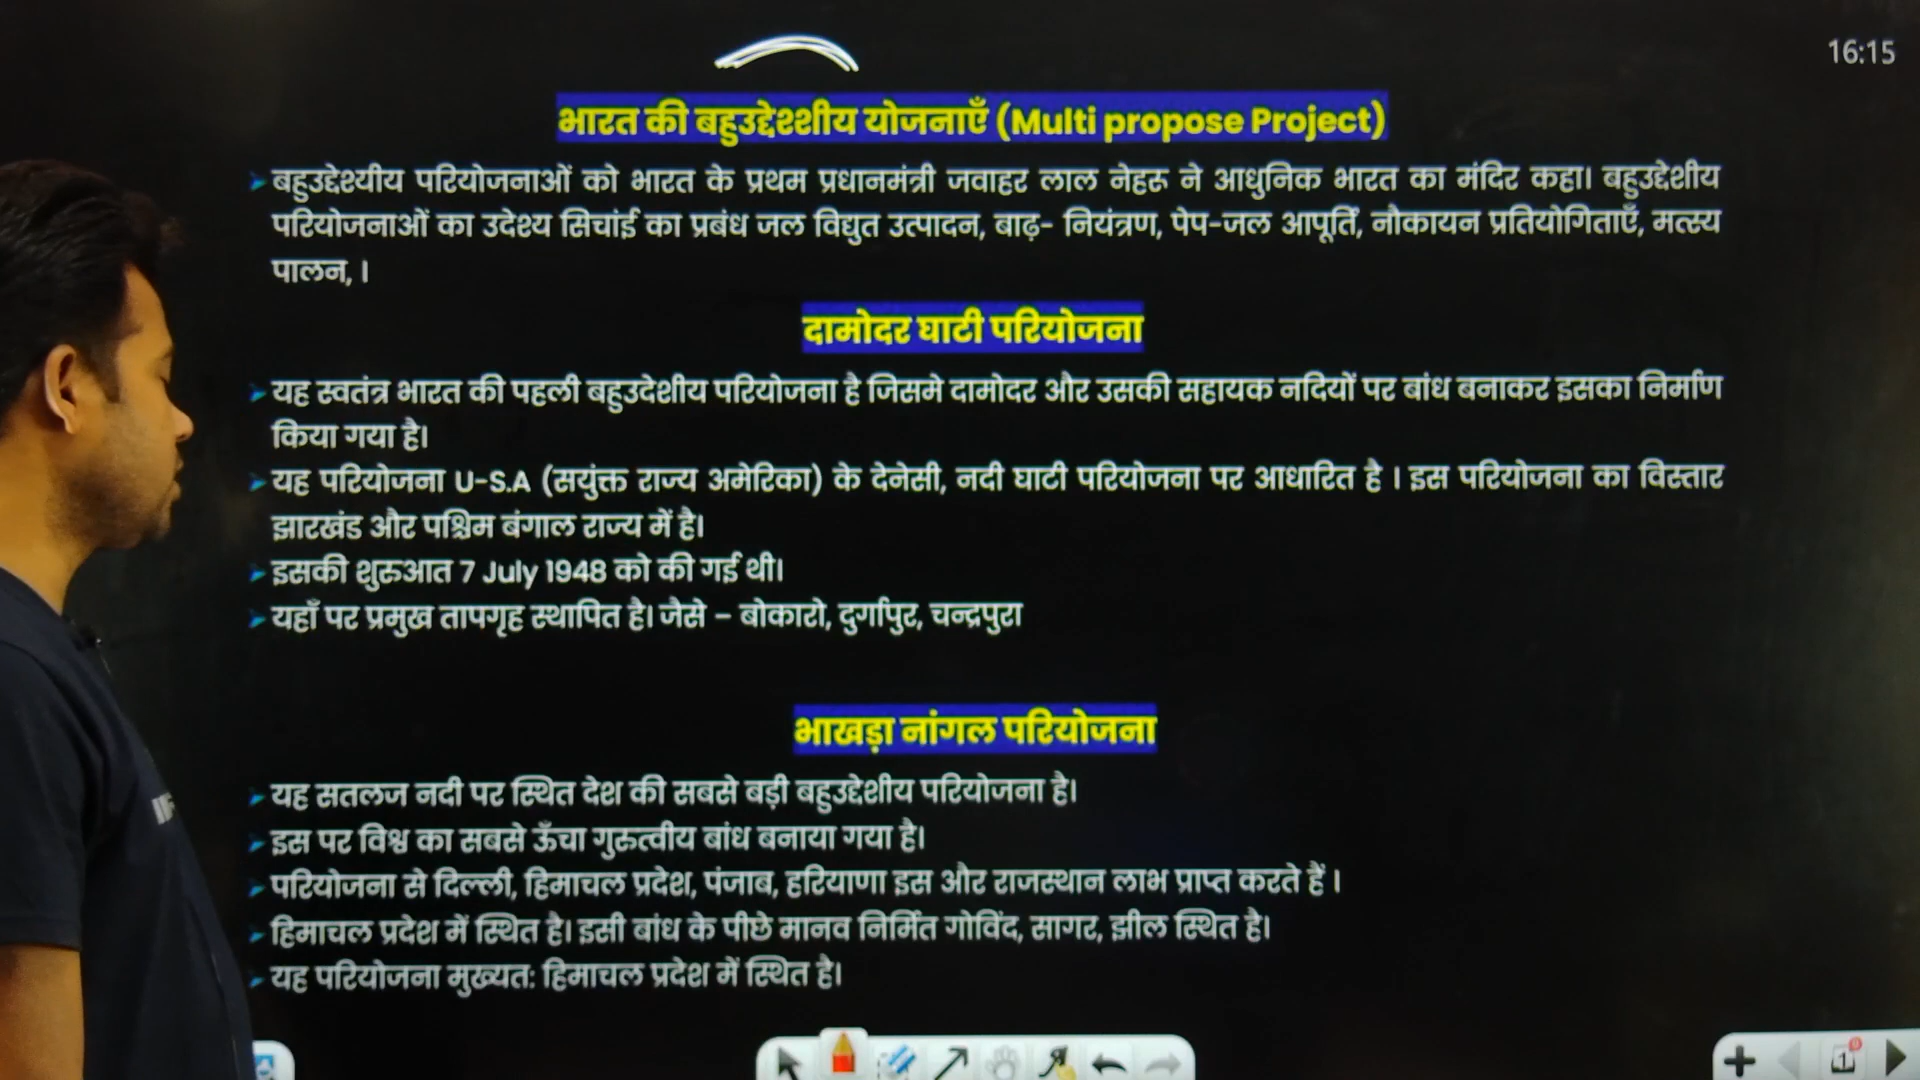 16:15
भारत की बहुउद्देश्शीय योजनाएँ (Multi propose Project)
बहुउद्देश्यीय परियोजनाओं को भारत के प्रथम प्रधानमंत्री जवाहर लाल नेहरू ने आधुनिक भारत का मंदिर कहा। बहुउद्देशीय
परियोजनाओं का उदेश्य सिचांई का प्रबंध जल विद्युत उत्पादन, बाढ़- नियंत्रण, पेप-जल आपूर्ति, नौकायन प्रतियोगिताएँ, मत्स्य
पालन, ।
दामोदर घाटी परियोजना
यह स्वतंत्र भारत की पहली बहुउदेशीय परियोजना है जिसमे दामोदर और उसकी सहायक नदियों पर बांध बनाकर इसका निर्माण
किया गया है।
यह परियोजना U-S.A (सयुंक्त राज्य अमेरिका) के देनेसी, नदी घाटी परियोजना पर आधारित है । इस परियोजना का विस्तार
झारखंड और पश्चिम बंगाल राज्य में है।
इसकी शुरुआत 7 July 1948 को की गई थी।
यहाँ पर प्रमुख तापगृह स्थापित है। जैसे – बोकारो, दुर्गापुर, चन्द्रपुरा
भाखड़ा नांगल परियोजना
यह सतलज नदी पर स्थित देश की सबसे बड़ी बहुउद्देशीय परियोजना है।
इस पर विश्व का सबसे ऊँचा गुरुत्वीय बांध बनाया गया है।
परियोजना से दिल्ली, हिमाचल प्रदेश, पंजाब, हरियाणा इस और राजस्थान लाभ प्राप्त करते हैं ।
हिमाचल प्रदेश में स्थित है। इसी बांध के पीछे मानव निर्मित गोविंद, सागर, झील स्थित है।
यह परियोजना मुख्यत: हिमाचल प्रदेश में स्थित है।
1